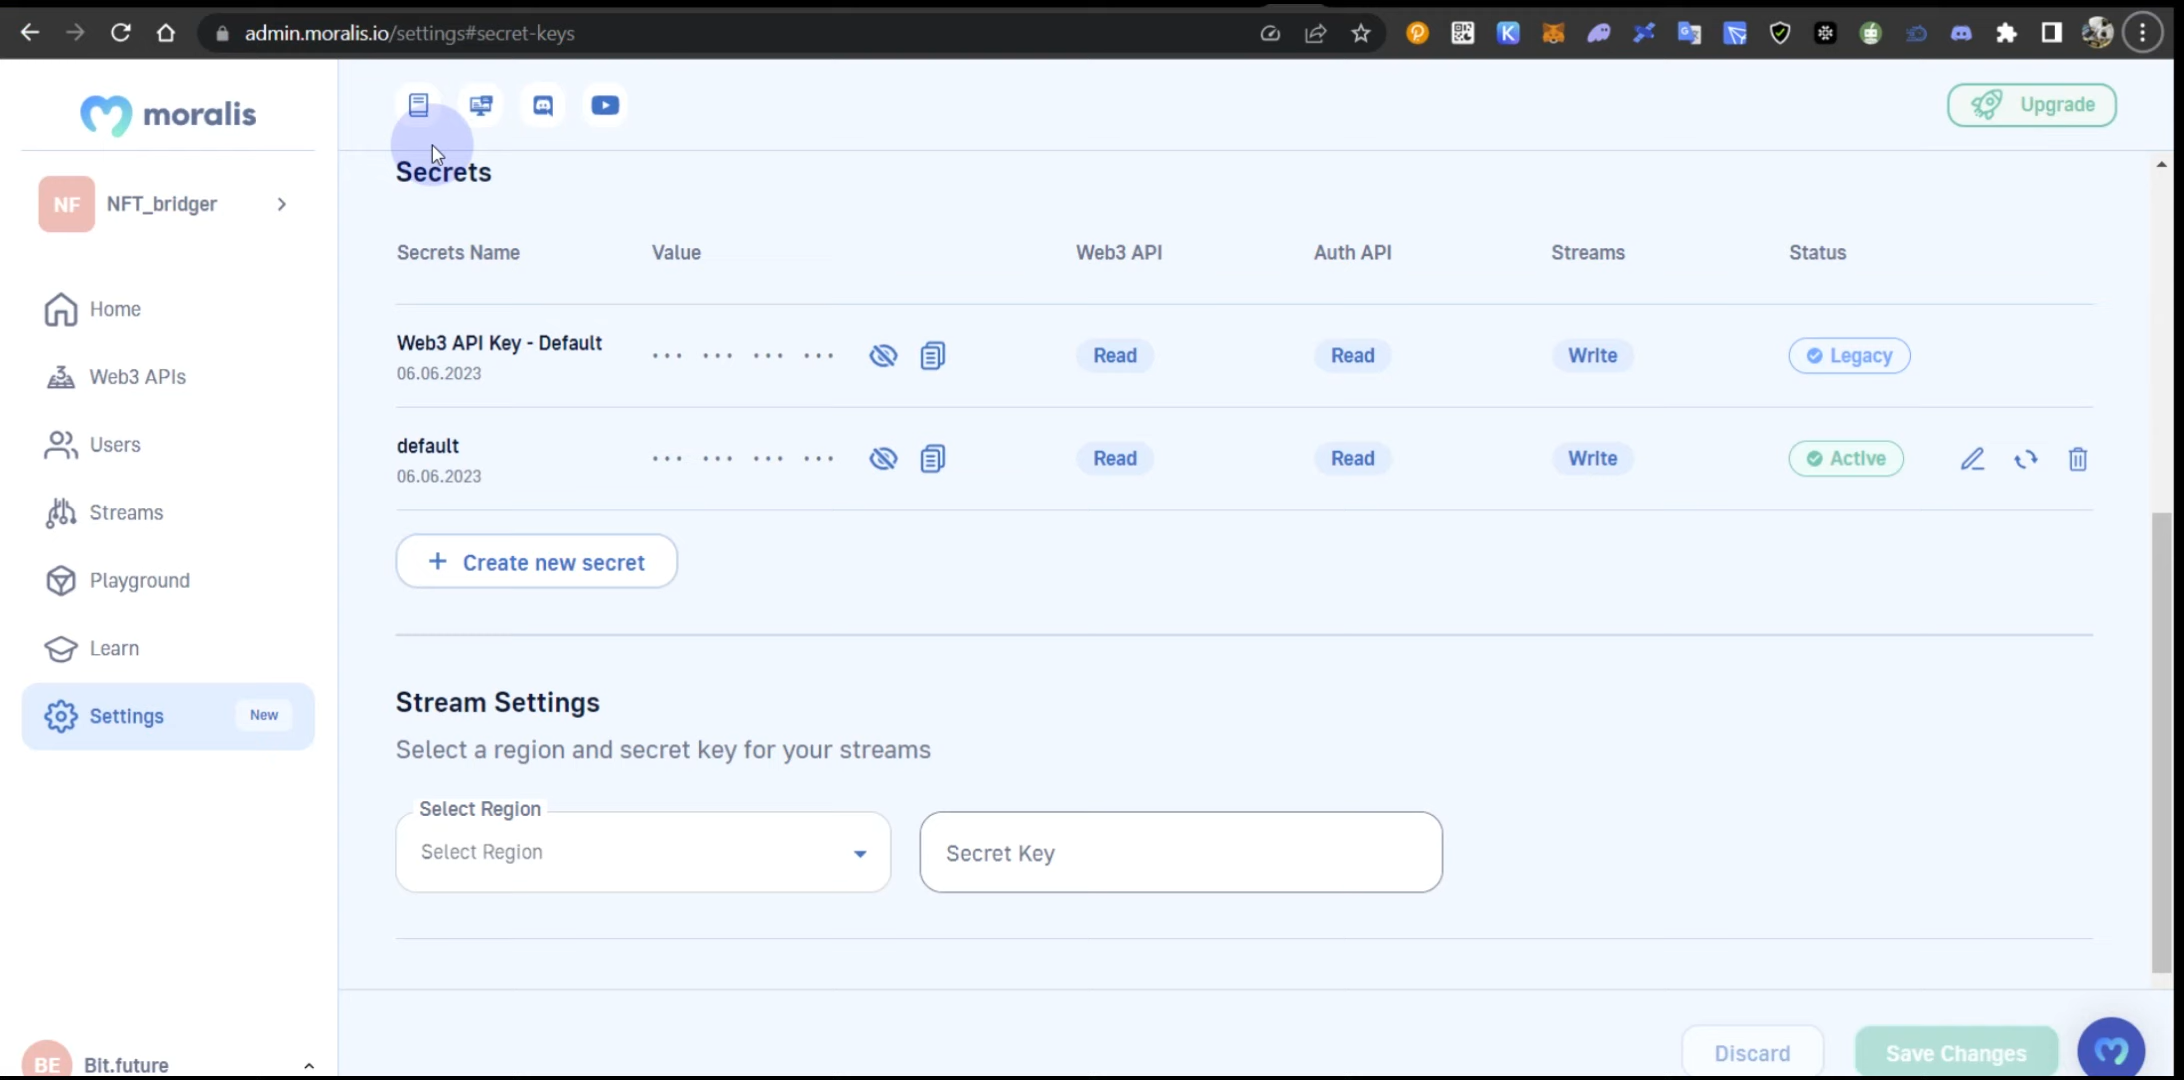 admin.moralis.io/settings#secret-keys
moralis
Upgrade
NF NFT_bridger
Home
Web3 APIs
Users
Streams
Playground
Learn
Settings New
BE Bit.future
Secrets
Secrets Name Value Web3 API Auth API Streams Status
Web3 API Key - Default
06.06.2023
··· ··· ··· ··· Read Read Write Legacy
default
06.06.2023
··· ··· ··· ··· Read Read Write Active
+ Create new secret
Stream Settings
Select a region and secret key for your streams
Select Region
Select Region Secret Key
Discard Save Changes